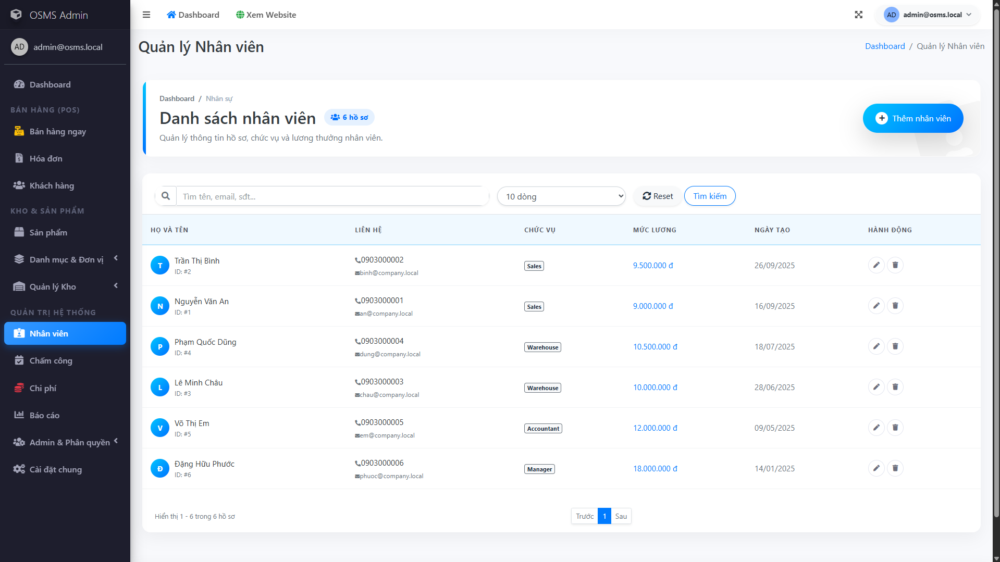 OSMS Admin
AD admin@osms.local
Dashboard
BÁN HÀNG (POS)
Bán hàng ngay
Hóa đơn
Khách hàng
KHO & SẢN PHẨM
Sản phẩm
Danh mục & Đơn vị
Quản lý Kho
QUẢN TRỊ HỆ THỐNG
Nhân viên
Chấm công
Chi phí
Báo cáo
Admin & Phân quyền
Cài đặt chung
Dashboard Xem Website
AD admin@osms.local
Quản lý Nhân viên
Dashboard / Quản lý Nhân viên
Dashboard / Nhân sự
Danh sách nhân viên 6 hồ sơ
Quản lý thông tin hồ sơ, chức vụ và lương thưởng nhân viên.
Thêm nhân viên
Tìm tên, email, sđt... 10 dòng Reset Tìm kiếm
HỌ VÀ TÊN LIÊN HỆ CHỨC VỤ MỨC LƯƠNG NGÀY TẠO HÀNH ĐỘNG
T Trần Thị Bình 0903000002 Sales 9.500.000 đ 26/09/2025
ID: #2 binh@company.local
N Nguyễn Văn An 0903000001 Sales 9.000.000 đ 16/09/2025
ID: #1 an@company.local
P Phạm Quốc Dũng 0903000004 Warehouse 10.500.000 đ 18/07/2025
ID: #4 dung@company.local
L Lê Minh Châu 0903000003 Warehouse 10.000.000 đ 28/06/2025
ID: #3 chau@company.local
V Võ Thị Em 0903000005 Accountant 12.000.000 đ 09/05/2025
ID: #5 em@company.local
Đ Đặng Hữu Phước 0903000006 Manager 18.000.000 đ 14/01/2025
ID: #6 phuoc@company.local
Hiển thị 1 - 6 trong 6 hồ sơ
Trước 1 Sau